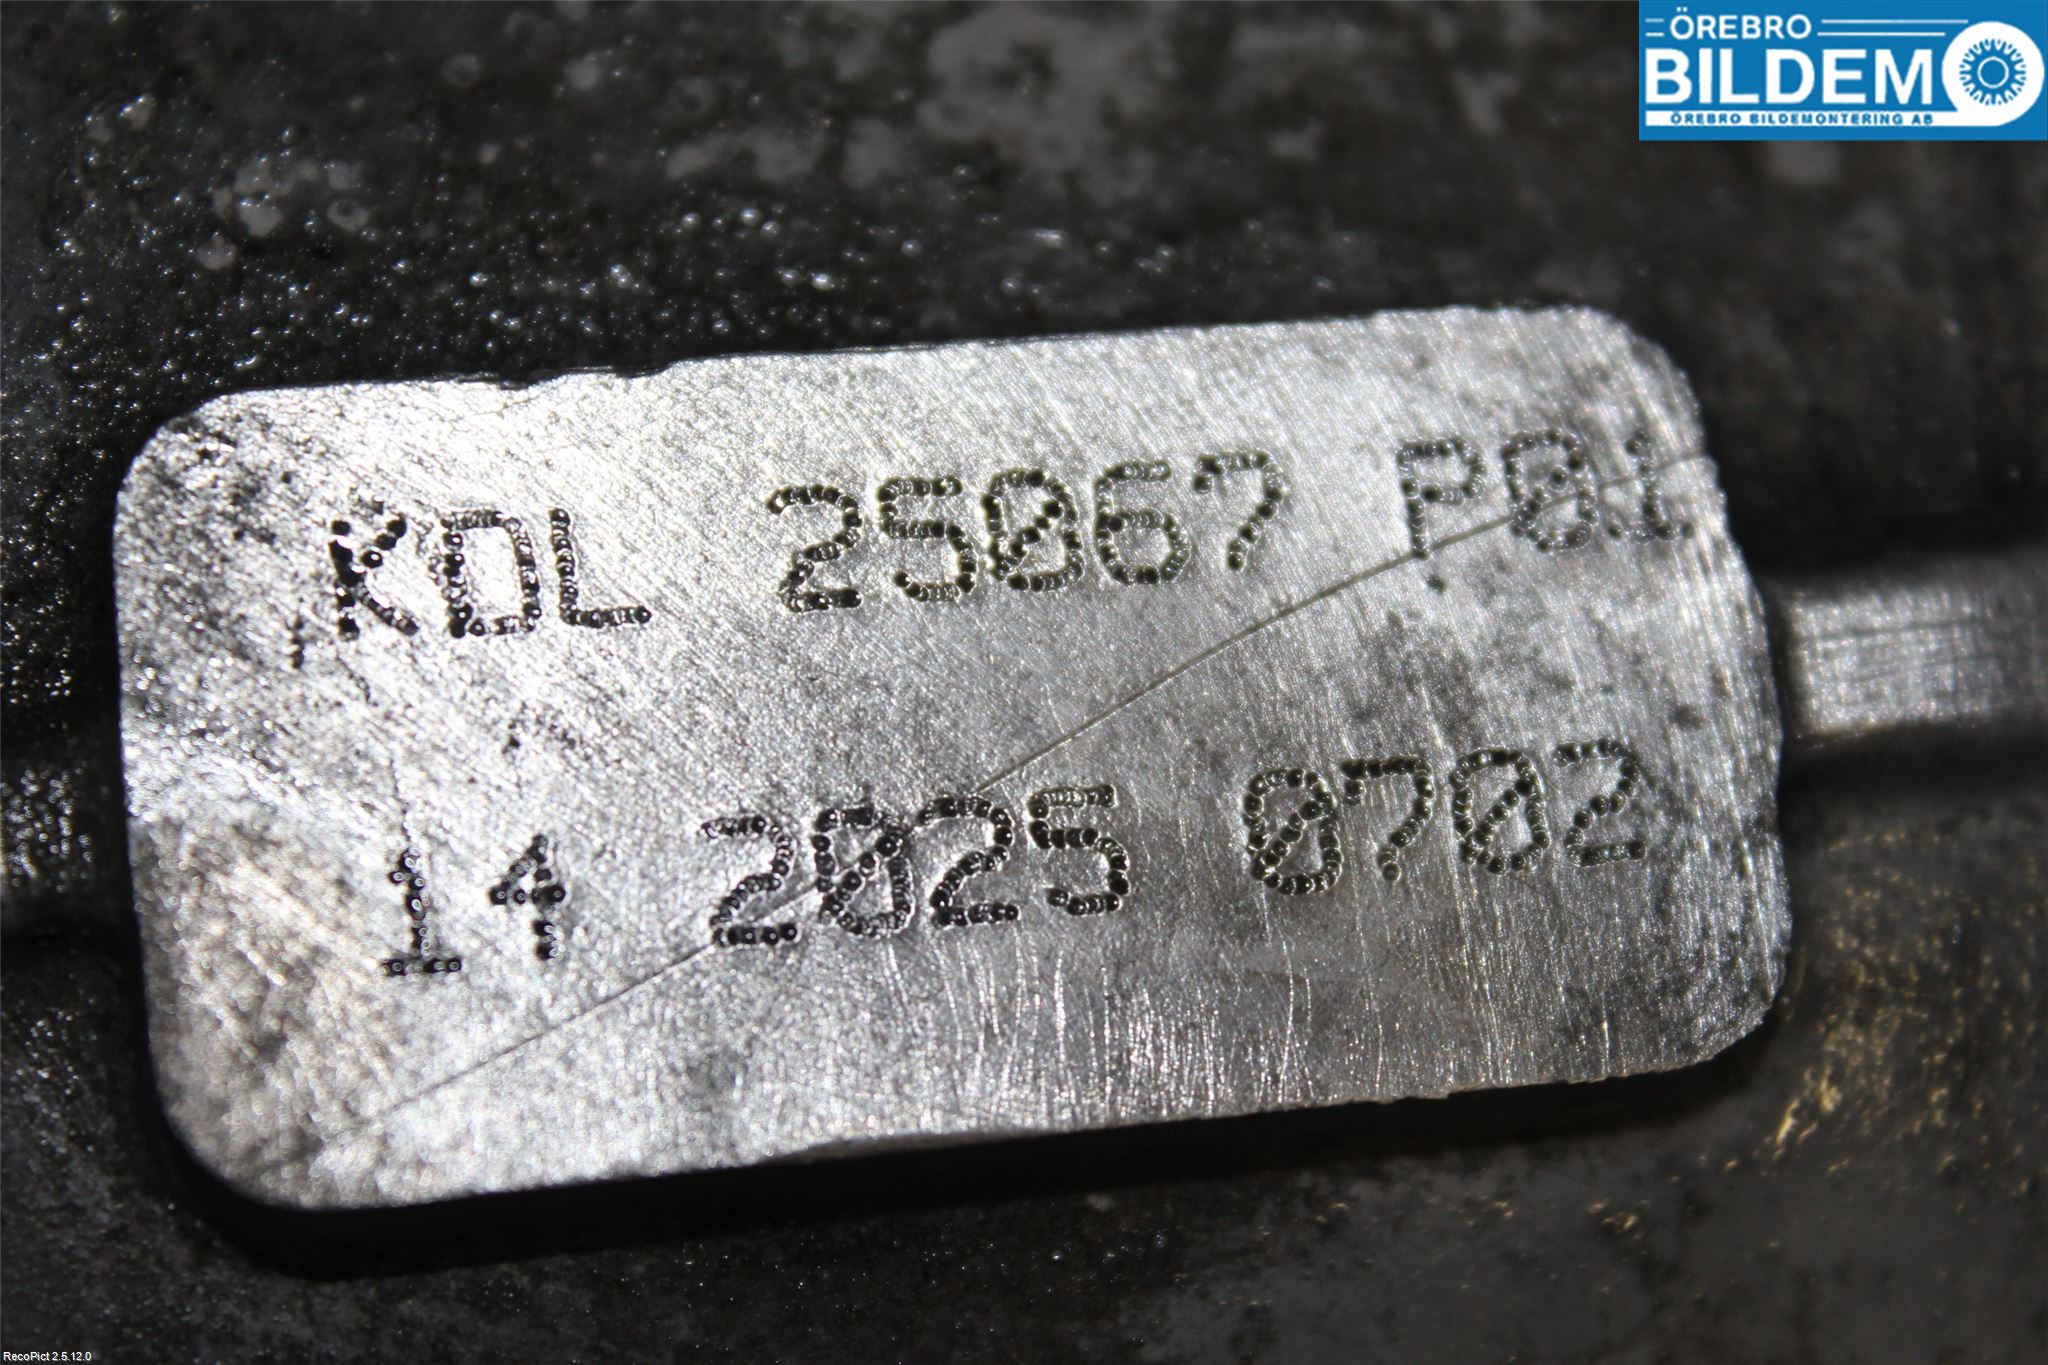 ÖREBRO
BILDEM
ÖREBRO BILDEMONTERING AB
KDL 25067 P01
14 2025 0702
RecoPict 2.5.12.0